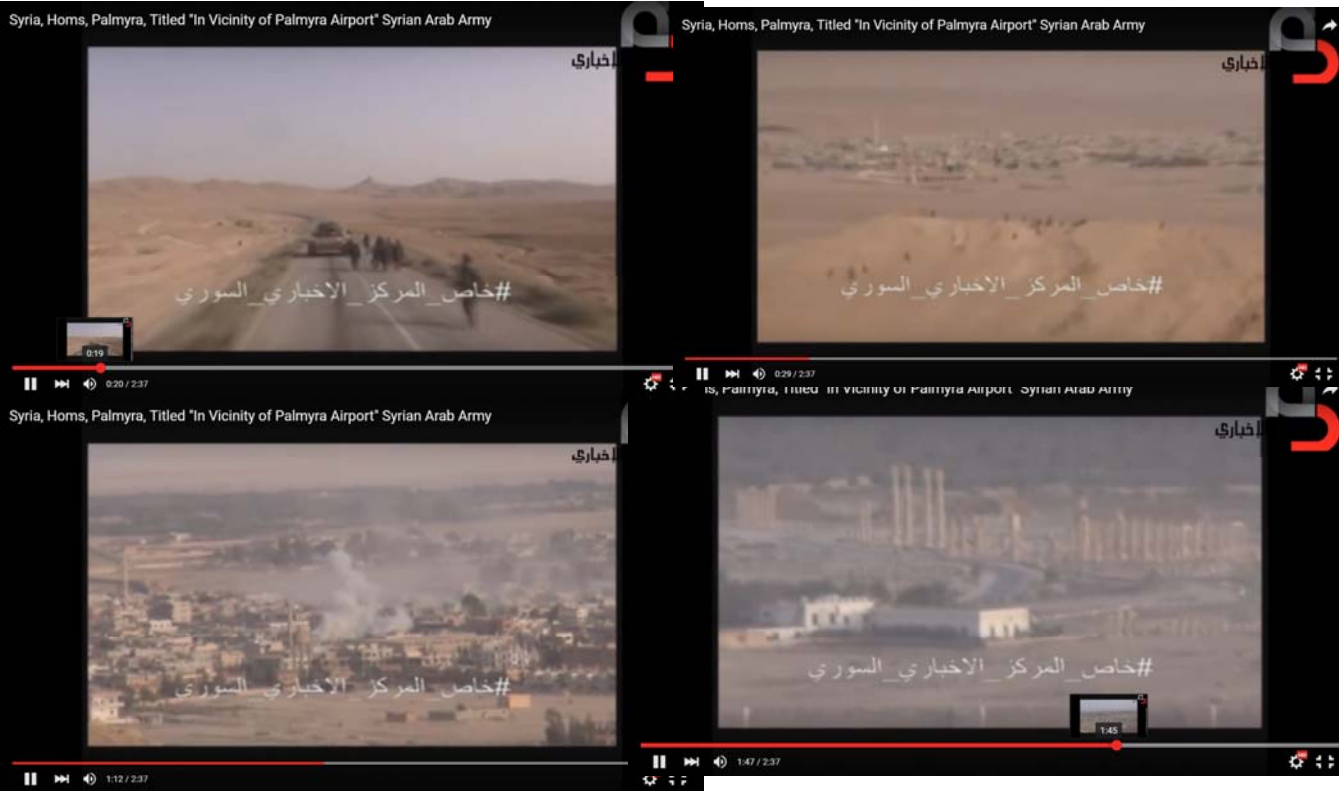 Syria, Homs, Palmyra, Titled "In Vicinity of Palmyra Airport" Syrian Arab Army
الإخباري
#خاص_المركز_الاخباري_السوري
0:19
0:20 / 2:37
Syria, Homs, Palmyra, Titled "In Vicinity of Palmyra Airport" Syrian Arab Army
الإخباري
#خاص_المركز_الاخباري_السوري
0:29 / 2:37
Syria, Homs, Palmyra, Titled "In Vicinity of Palmyra Airport" Syrian Arab Army
الإخباري
#خاص_المركز_الاخباري_السوري
1:12 / 2:37
is, Palmyra, Titled "In Vicinity of Palmyra Airport" Syrian Arab Army
الإخباري
#خاص_المركز_الاخباري_السوري
1:45
1:47 / 2:37